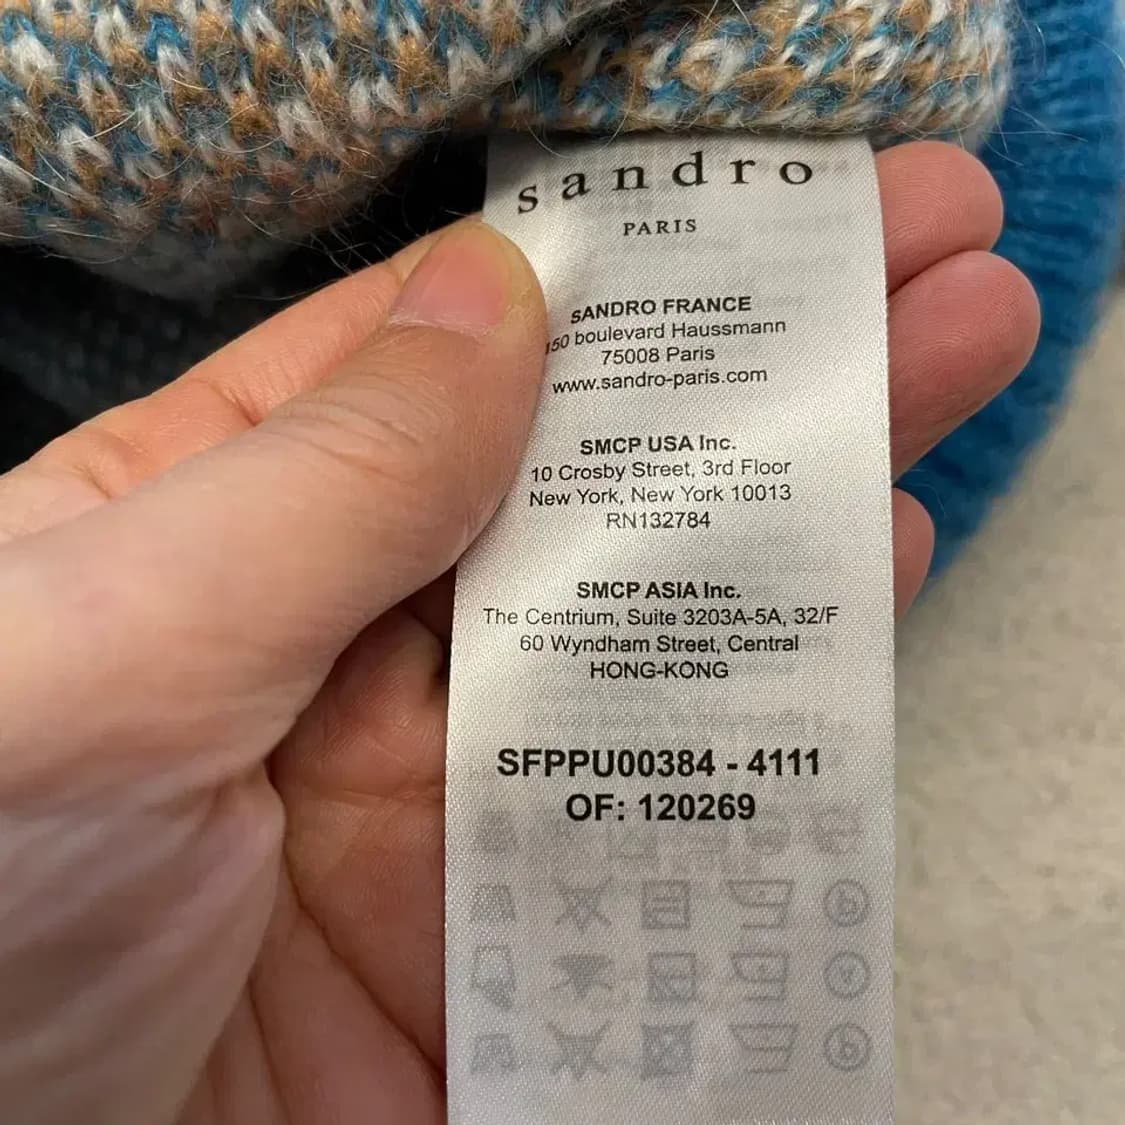 sandro
PARIS
SANDRO FRANCE
150 boulevard Haussmann
75008 Paris
www.sandro-paris.com
SMCP USA Inc.
10 Crosby Street, 3rd Floor
New York, New York 10013
RN132784
SMCP ASIA Inc.
The Centrium, Suite 3203A-5A, 32/F
60 Wyndham Street, Central
HONG-KONG
SFPPU00384 - 4111
OF: 120269